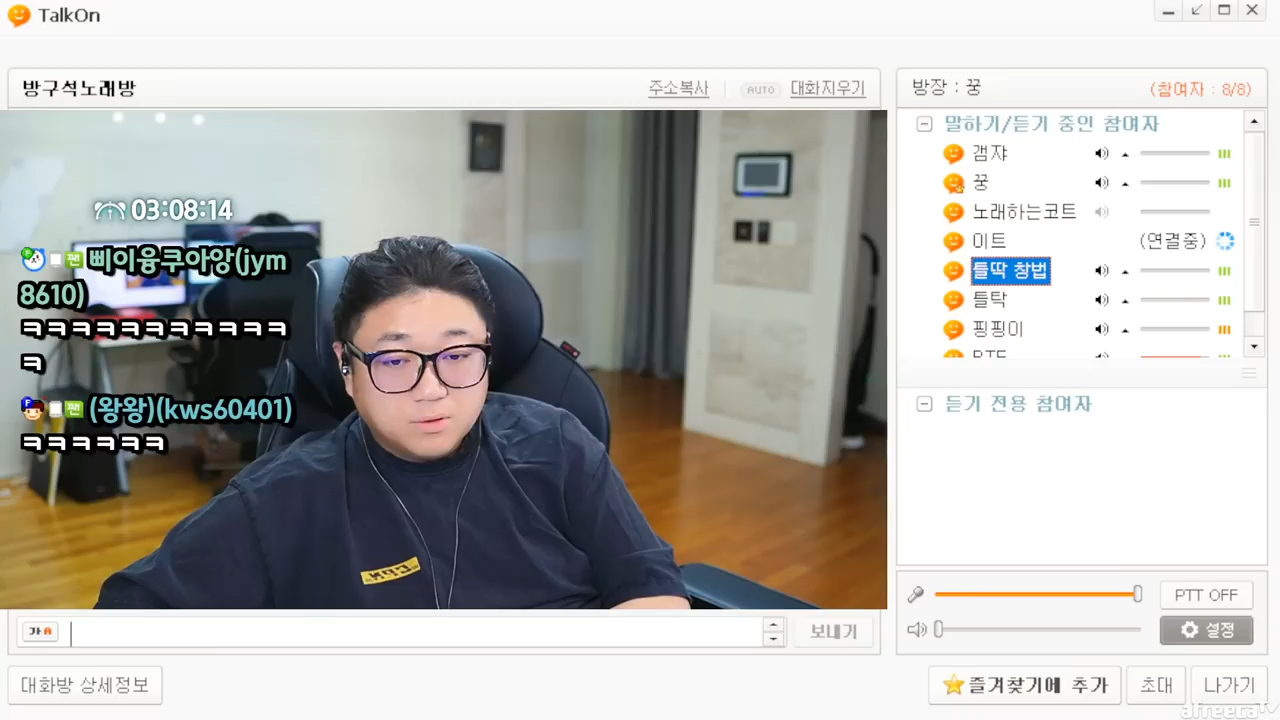 TalkOn
방구석노래방
주소복사
AUTO
대화지우기
방장 : 꿍
(참여자 : 8/8)
말하기/듣기 중인 참여자
갬쟈
꿍
노래하는코트
이트
(연결중)
틀딱 창법
틀탁
핑핑이
03:08:14
팬 삐이융쿠아앙(jym
8610)
ㅋㅋㅋㅋㅋㅋㅋㅋㅋㅋㅋ
ㅋ
팬 (왕왕)(kws60401)
ㅋㅋㅋㅋㅋㅋ
듣기 전용 참여자
PTT OFF
가A
보내기
설정
대화방 상세정보
즐겨찾기에 추가
초대
나가기
afreecaTV